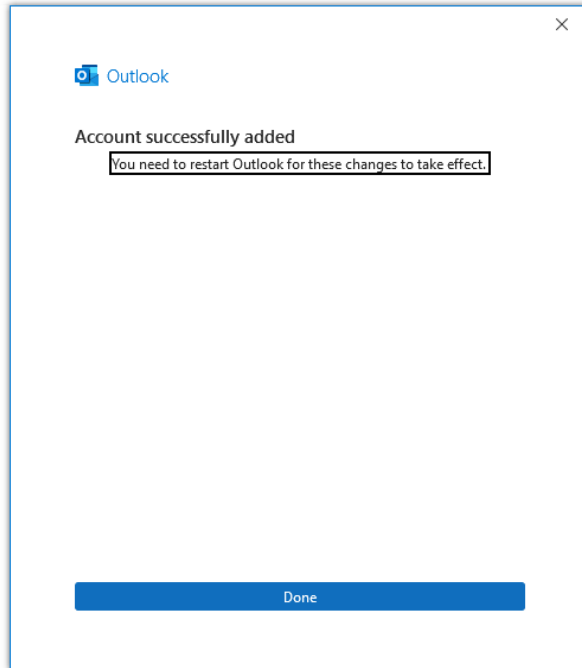 Outlook
Account successfully added
You need to restart Outlook for these changes to take effect.
Done